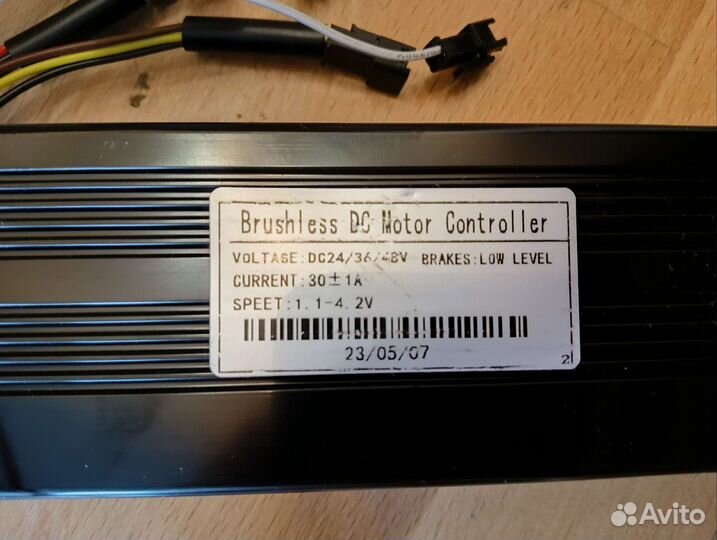 Brushless DC Motor Controller
VOLTAGE:DC24/36/48V BRAKES:LOW LEVEL
CURRENT:30±1A
SPEET:1.1-4.2V
23/05/07
2
Avito